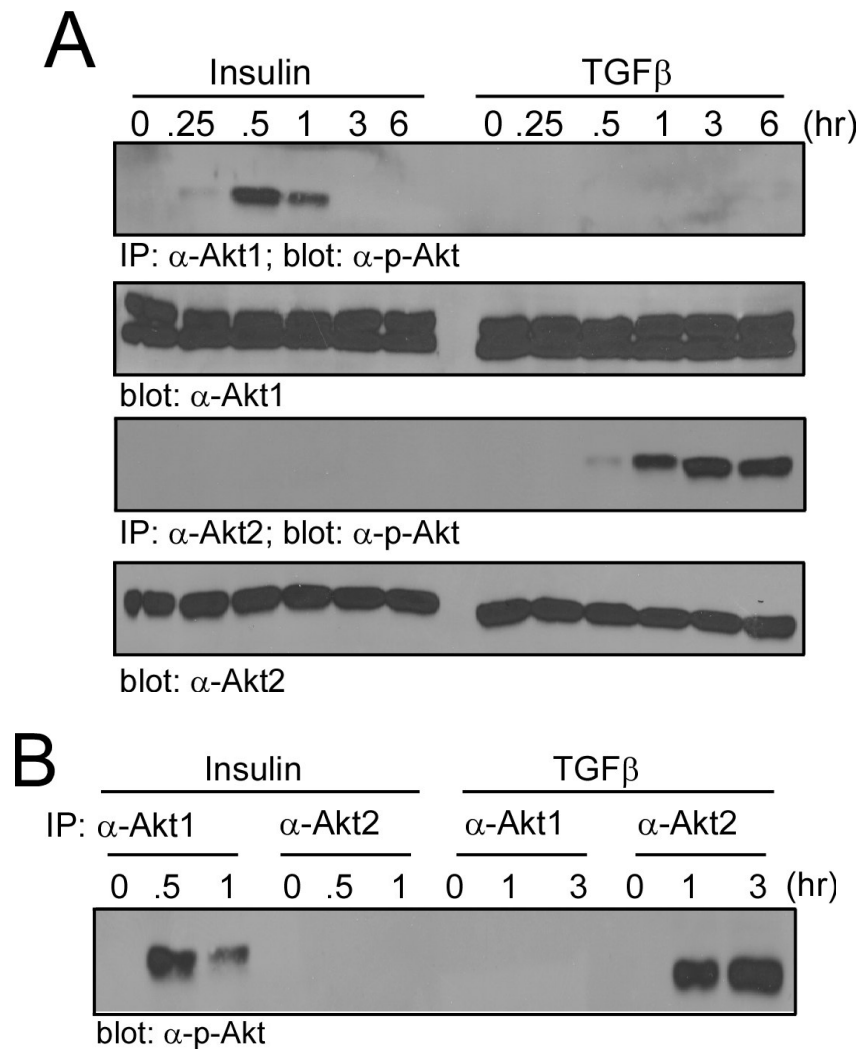 A
Insulin TGFβ
0 .25 .5 1 3 6 0 .25 .5 1 3 6 (hr)
IP: α-Akt1; blot: α-p-Akt
blot: α-Akt1
IP: α-Akt2; blot: α-p-Akt
blot: α-Akt2
B
Insulin TGFβ
IP: α-Akt1 α-Akt2 α-Akt1 α-Akt2
0 .5 1 0 .5 1 0 1 3 0 1 3 (hr)
blot: α-p-Akt